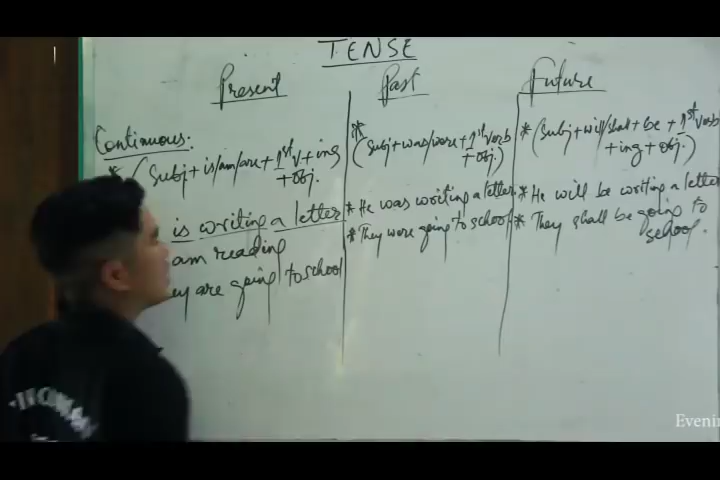 TENSE
Present Past Future
Continuous:
* (Subj + is/am/are + 1st V + ing + obj.
is writing a letter
am reading
are going to school
* (Subj + was/were + 1st verb + obj.)
* He was writing a letter
* They were going to school
* (Subj + will/shall + be + 1st verb + ing + obj.)
* He will be writing a letter
* They shall be going to school.
Evenin